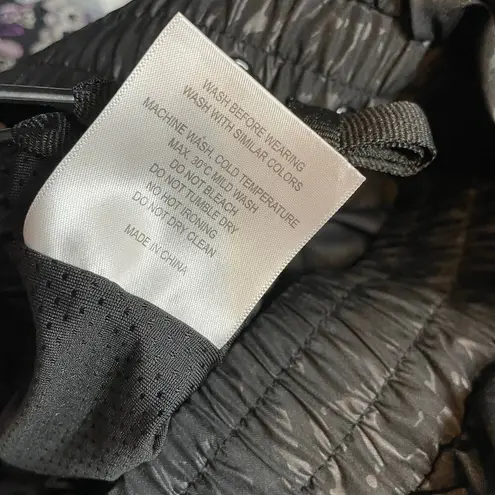 WASH BEFORE WEARING
WASH WITH SIMILAR COLORS
MACHINE WASH, COLD TEMPERATURE
MAX 30°C MILD WASH
DO NOT BLEACH
DO NOT TUMBLE DRY
NO HOT IRONING
DO NOT DRY CLEAN
MADE IN CHINA